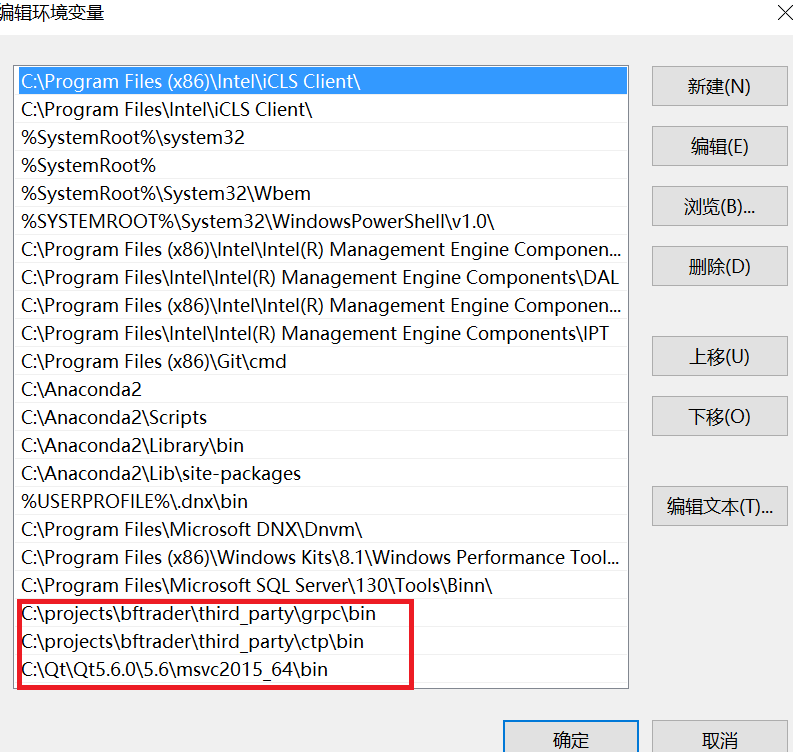 编辑环境变量
C:\Program Files (x86)\Intel\iCLS Client\
C:\Program Files\Intel\iCLS Client\
%SystemRoot%\system32
%SystemRoot%
%SystemRoot%\System32\Wbem
%SYSTEMROOT%\System32\WindowsPowerShell\v1.0\
C:\Program Files (x86)\Intel\Intel(R) Management Engine Componen...
C:\Program Files\Intel\Intel(R) Management Engine Components\DAL
C:\Program Files (x86)\Intel\Intel(R) Management Engine Componen...
C:\Program Files\Intel\Intel(R) Management Engine Components\IPT
C:\Program Files (x86)\Git\cmd
C:\Anaconda2
C:\Anaconda2\Scripts
C:\Anaconda2\Library\bin
C:\Anaconda2\Lib\site-packages
%USERPROFILE%\.dnx\bin
C:\Program Files\Microsoft DNX\Dnvm\
C:\Program Files (x86)\Windows Kits\8.1\Windows Performance Tool...
C:\Program Files\Microsoft SQL Server\130\Tools\Binn\
C:\projects\bftrader\third_party\grpc\bin
C:\projects\bftrader\third_party\ctp\bin
C:\Qt\Qt5.6.0\5.6\msvc2015_64\bin
新建(N)
编辑(E)
浏览(B)...
删除(D)
上移(U)
下移(O)
编辑文本(T)...
确定
取消